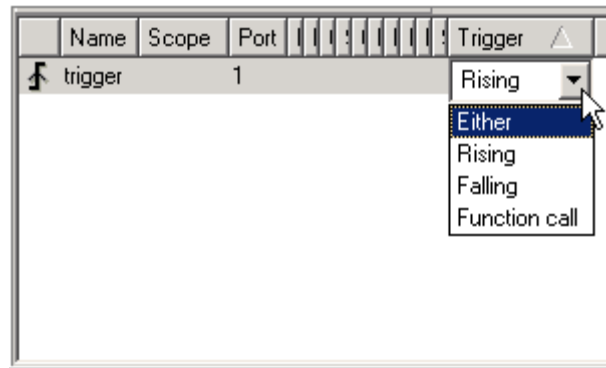 Name Scope Port Trigger
trigger 1 Rising
Either
Rising
Falling
Function call